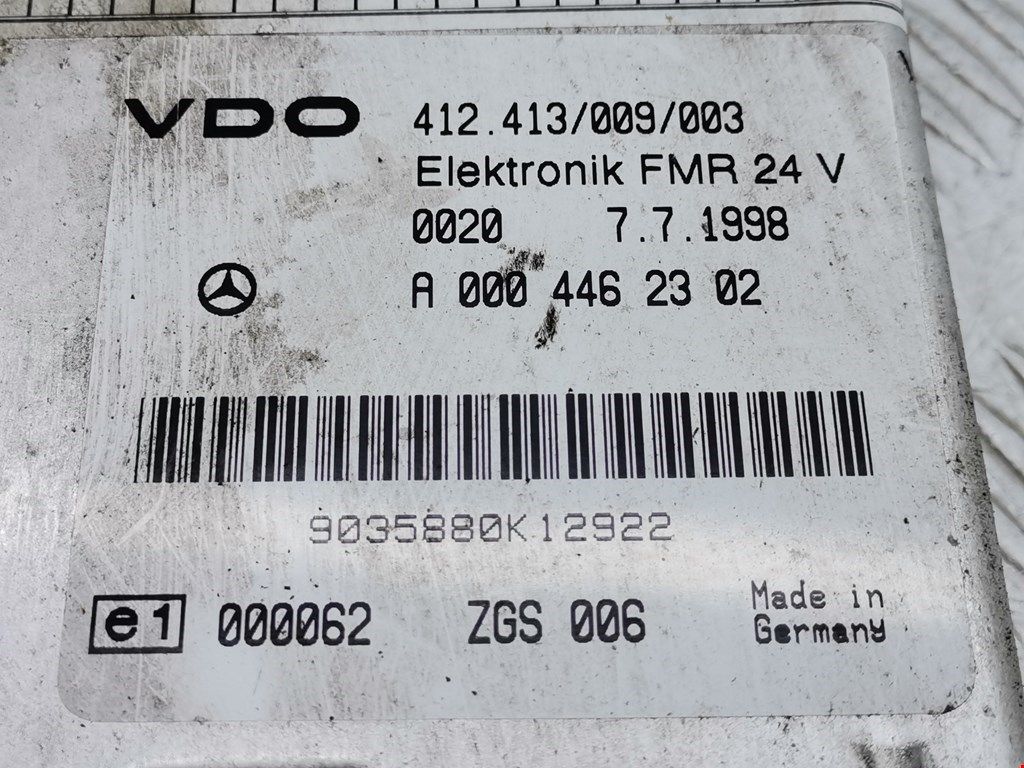 VDO 412.413/009/003
Elektronik FMR 24 V
0020 7.7.1998
A 000 446 23 02
9035880K12922
e1 000062 ZGS 006 Made in
Germany